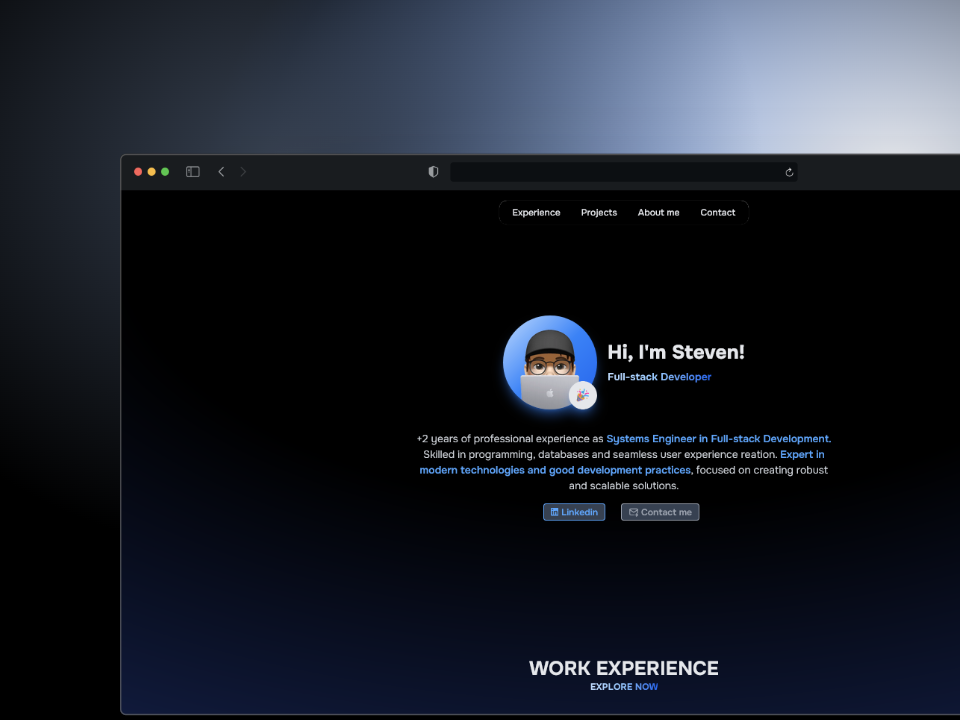 Experience Projects About me Contact
Hi, I'm Steven!
Full-stack Developer
+2 years of professional experience as Systems Engineer in Full-stack Development.
Skilled in programming, databases and seamless user experience reation. Expert in
modern technologies and good development practices, focused on creating robust
and scalable solutions.
Linkedin Contact me
WORK EXPERIENCE
EXPLORE NOW